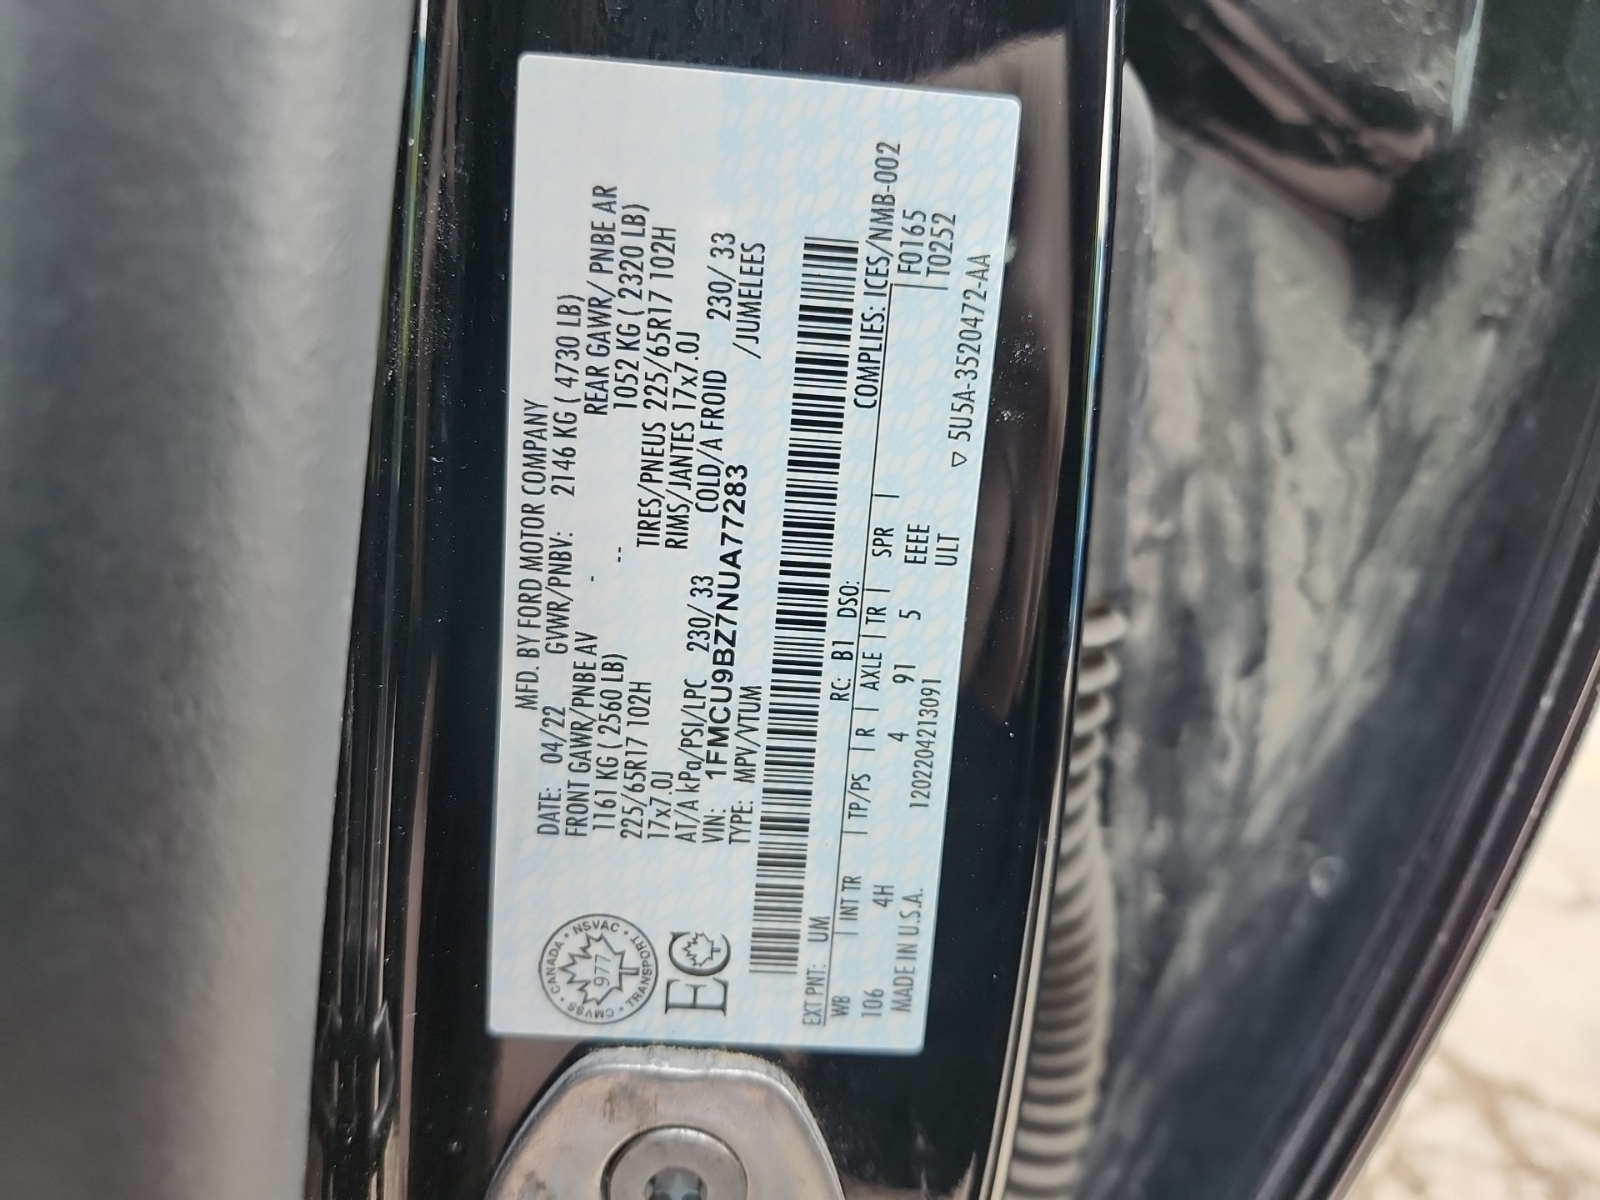 MFD. BY FORD MOTOR COMPANY
DATE: 04/22 GVWR/PNBV: 2146 KG ( 4730 LB)
FRONT GAWR/PNBE AV - REAR GAWR/ PNBE AR
1161 KG ( 2560 LB) -- 1052 KG ( 2320 LB)
225/65R17 102H TIRES/PNEUS 225/65R17 102H
17x7.0J RIMS/JANTES 17x7.0J
AT/A kPa/PSI/LPC 230/ 33 COLD/A FROID 230/ 33
VIN: 1FMCU9BZ7NUA77283 /JUMELEES
TYPE: MPV/VTUM
CANADA • NSVAC • TRANSPORT • CMVSS •
977
EC
EXT PNT: UM RC: B1 DSO:
WB | INT TR | TP/PS | R | AXLE | TR | SPR |
COMPLIES: ICES/NMB-002
106 4H 4 91 5 EEEE F0165
ULT T0252
MADE IN U.S.A. 120220421309​1
▽ 5U5A-3520472-AA